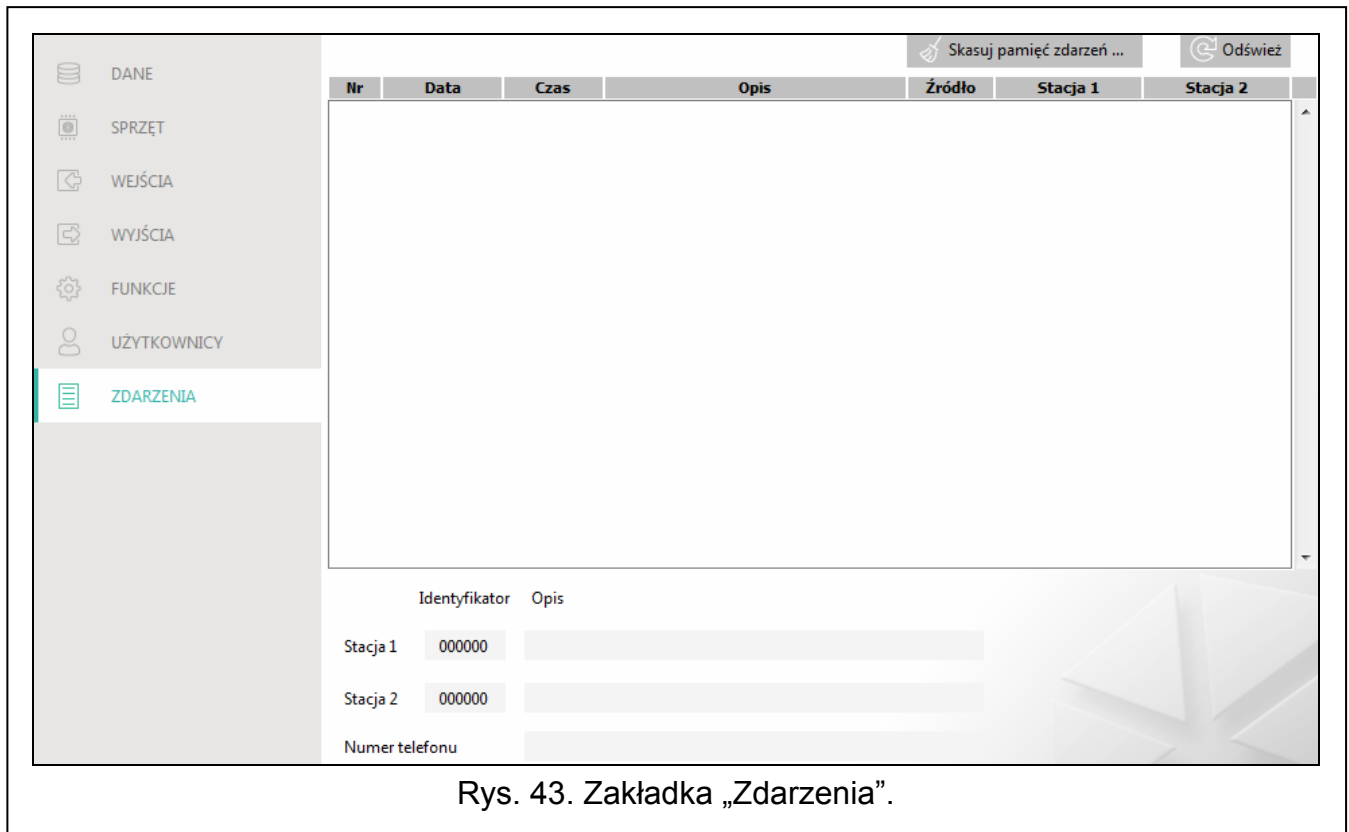 DANE
SPRZĘT
WEJŚCIA
WYJŚCIA
FUNKCJE
UŻYTKOWNICY
ZDARZENIA
Skasuj pamięć zdarzeń ... Odśwież
Nr Data Czas Opis Źródło Stacja 1 Stacja 2
Identyfikator Opis
Stacja 1 000000
Stacja 2 000000
Numer telefonu
Rys. 43. Zakładka „Zdarzenia”.